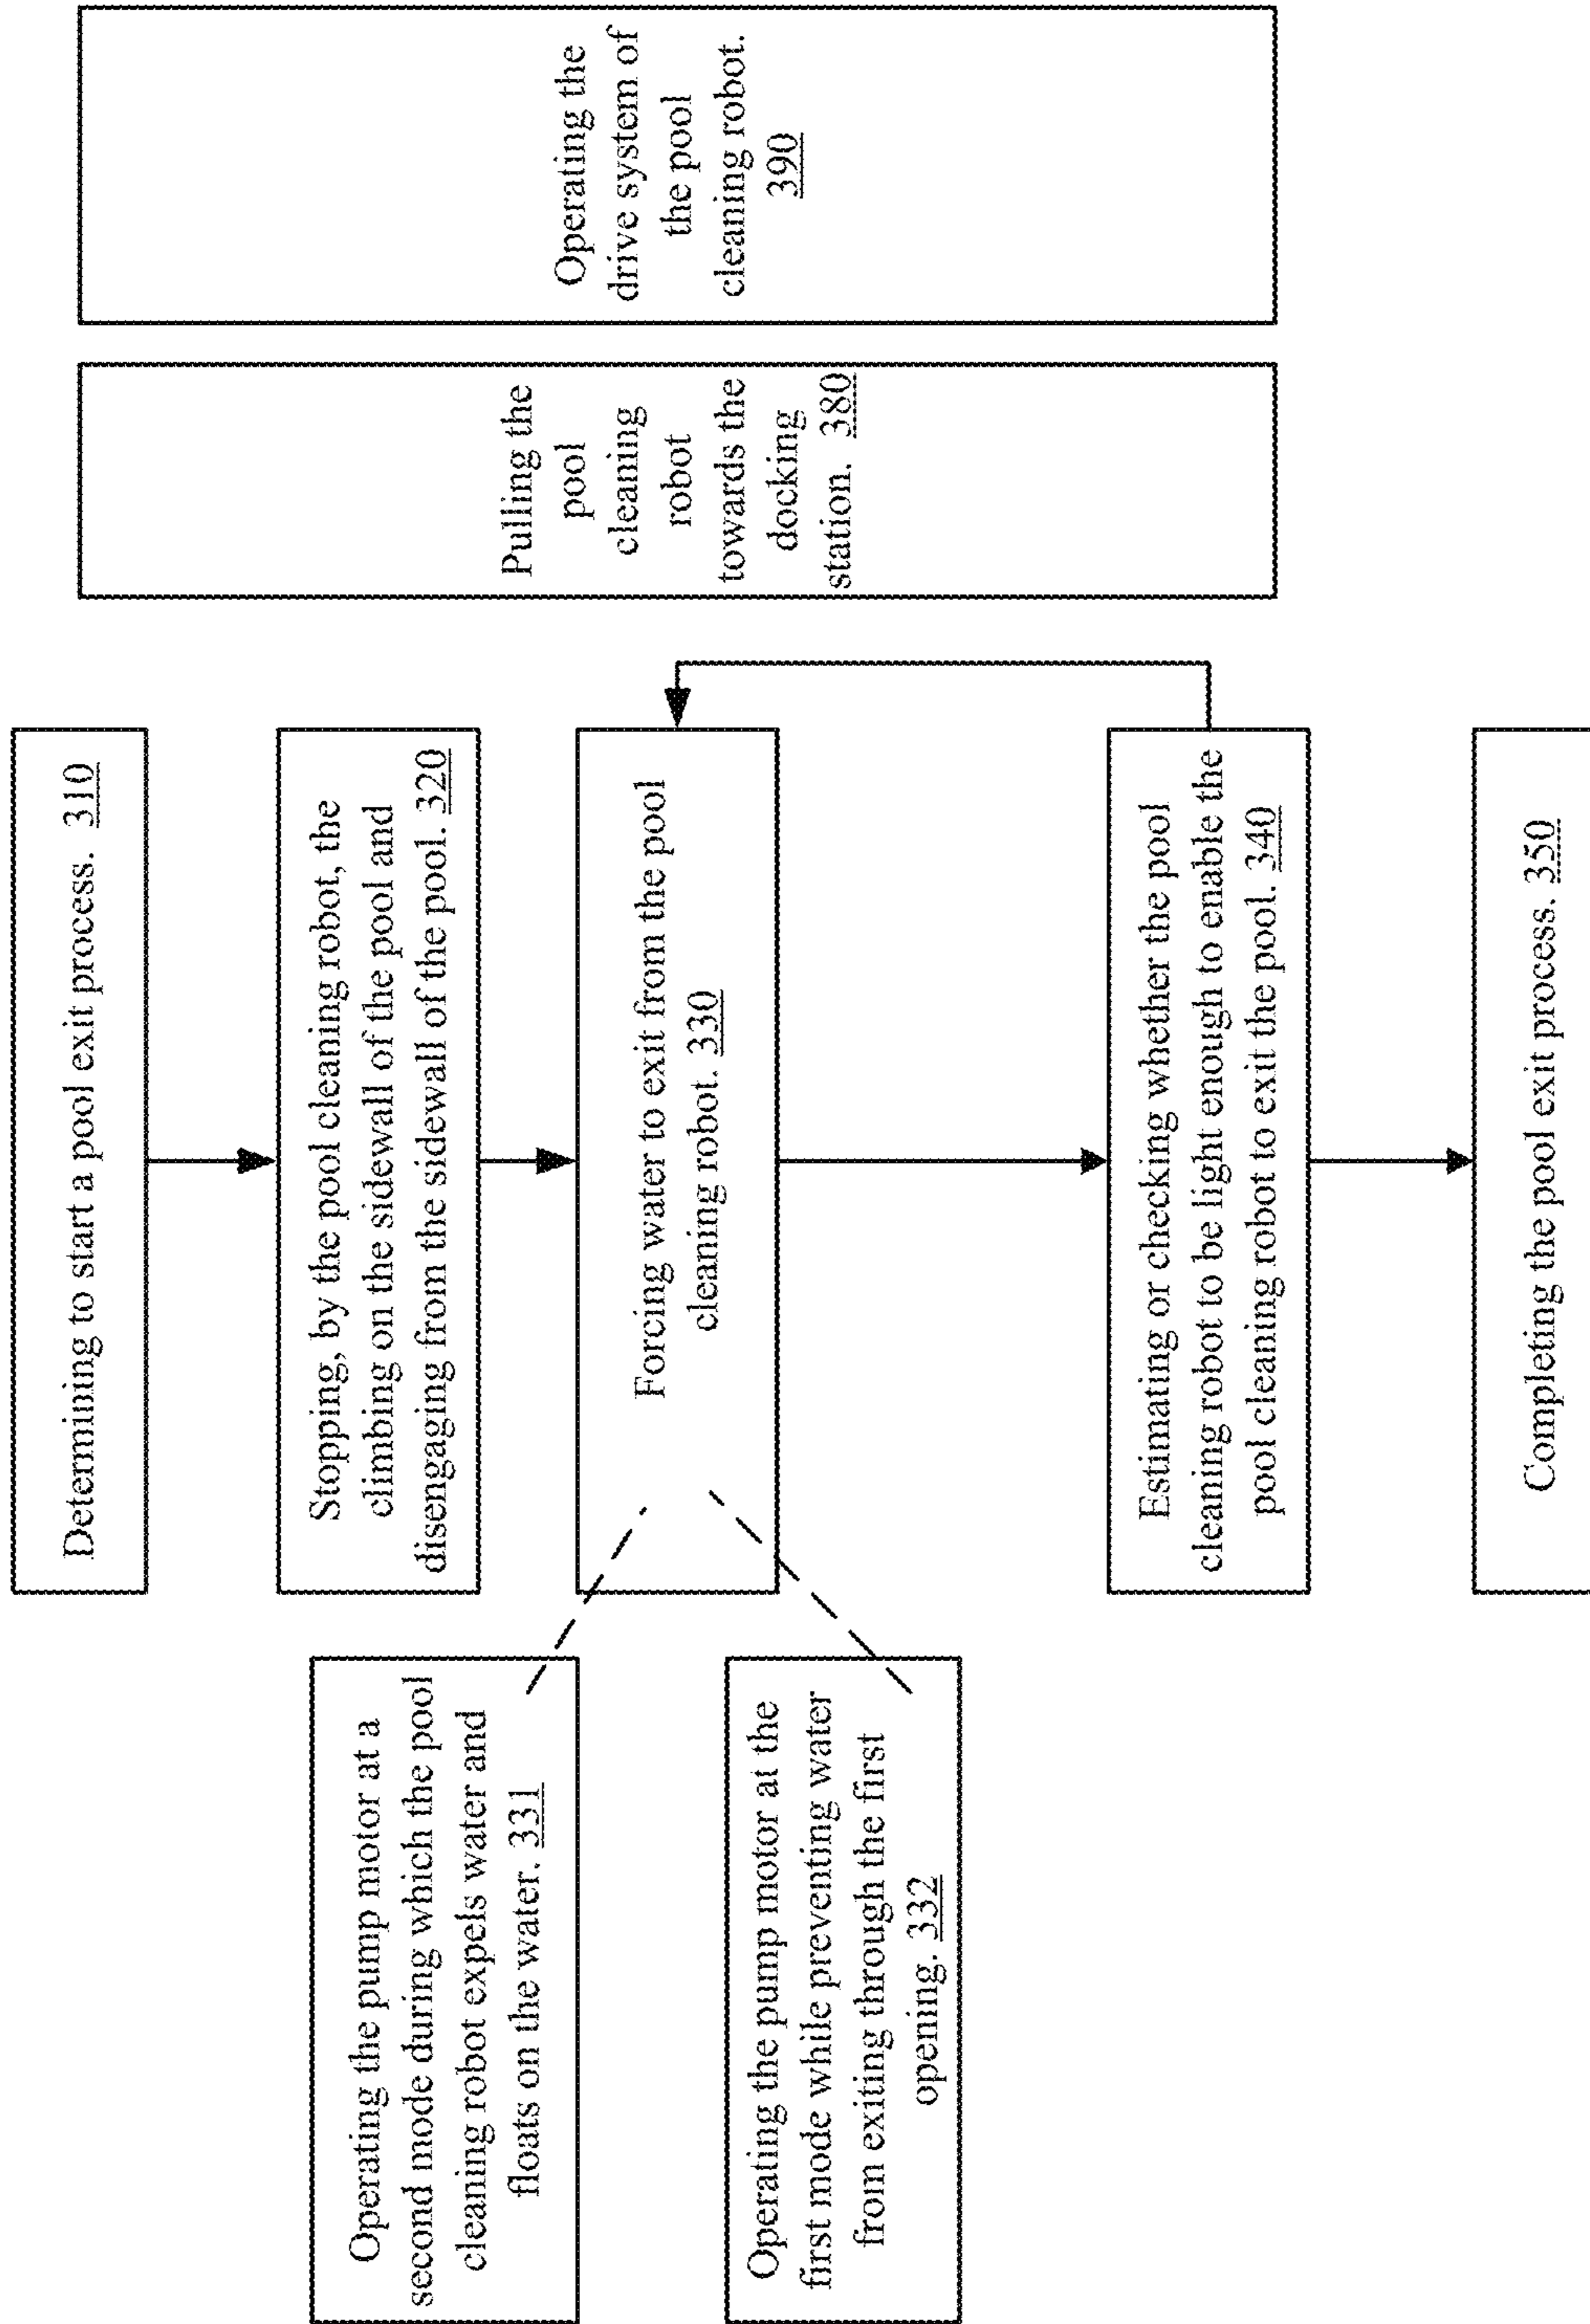 Determining to start a pool exit process. 310
Stopping, by the pool cleaning robot, the
climbing on the sidewall of the pool and
disengaging from the sidewall of the pool. 320
Forcing water to exit from the pool
cleaning robot. 330
Operating the pump motor at a
second mode during which the pool
cleaning robot expels water and
floats on the water. 331
Operating the pump motor at the
first mode while preventing water
from exiting through the first
opening. 332
Estimating or checking whether the pool
cleaning robot to be light enough to enable the
pool cleaning robot to exit the pool. 340
Completing the pool exit process. 350
Pulling the
pool
cleaning
robot
towards the
docking
station. 380
Operating the
drive system of
the pool
cleaning robot.
390